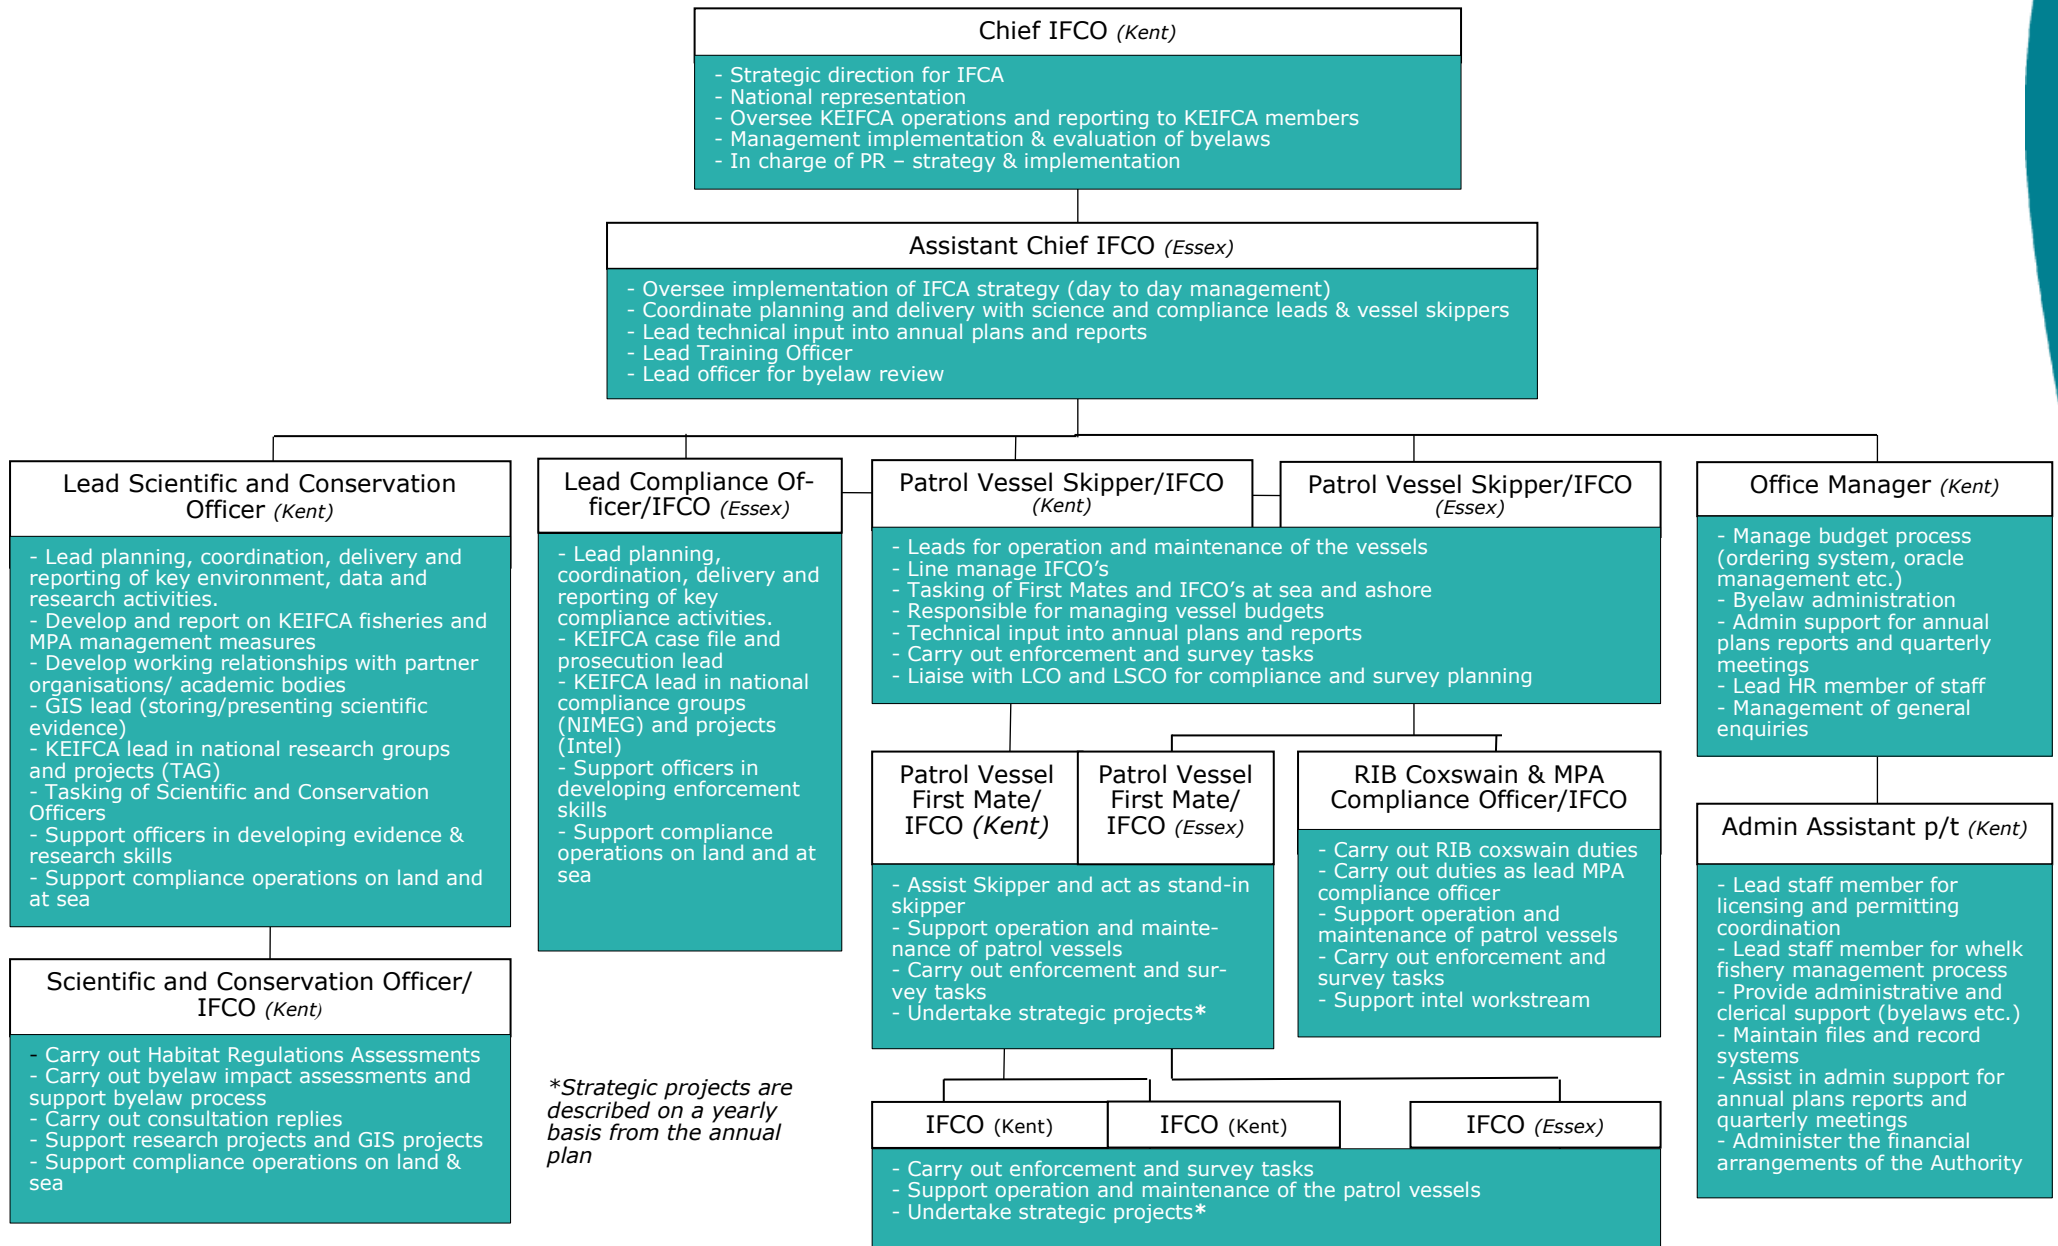 Chief IFCO (Kent)
- Strategic direction for IFCA
- National representation
- Oversee KEIFCA operations and reporting to KEIFCA members
- Management implementation & evaluation of byelaws
- In charge of PR – strategy & implementation
Assistant Chief IFCO (Essex)
- Oversee implementation of IFCA strategy (day to day management)
- Coordinate planning and delivery with science and compliance leads & vessel skippers
- Lead technical input into annual plans and reports
- Lead Training Officer
- Lead officer for byelaw review
Lead Scientific and Conservation
Officer (Kent)
- Lead planning, coordination, delivery and
reporting of key environment, data and
research activities.
- Develop and report on KEIFCA fisheries and
MPA management measures
- Develop working relationships with partner
organisations/ academic bodies
- GIS lead (storing/presenting scientific
evidence)
- KEIFCA lead in national research groups
and projects (TAG)
- Tasking of Scientific and Conservation
Officers
- Support officers in developing evidence &
research skills
- Support compliance operations on land and
at sea
Scientific and Conservation Officer/
IFCO (Kent)
- Carry out Habitat Regulations Assessments
- Carry out byelaw impact assessments and
support byelaw process
- Carry out consultation replies
- Support research projects and GIS projects
- Support compliance operations on land &
sea
Lead Compliance Of-
ficer/IFCO (Essex)
- Lead planning,
coordination, delivery and
reporting of key
compliance activities.
- KEIFCA case file and
prosecution lead
- KEIFCA lead in national
compliance groups
(NIMEG) and projects
(Intel)
- Support officers in
developing enforcement
skills
- Support compliance
operations on land and at
sea
*Strategic projects are
described on a yearly
basis from the annual
plan
Patrol Vessel Skipper/IFCO
(Kent)
Patrol Vessel Skipper/IFCO
(Essex)
- Leads for operation and maintenance of the vessels
- Line manage IFCO’s
- Tasking of First Mates and IFCO’s at sea and ashore
- Responsible for managing vessel budgets
- Technical input into annual plans and reports
- Carry out enforcement and survey tasks
- Liaise with LCO and LSCO for compliance and survey planning
Patrol Vessel
First Mate/
IFCO (Kent)
Patrol Vessel
First Mate/
IFCO (Essex)
- Assist Skipper and act as stand-in
skipper
- Support operation and mainte-
nance of patrol vessels
- Carry out enforcement and sur-
vey tasks
- Undertake strategic projects*
RIB Coxswain & MPA
Compliance Officer/IFCO
- Carry out RIB coxswain duties
- Carry out duties as lead MPA
compliance officer
- Support operation and
maintenance of patrol vessels
- Carry out enforcement and
survey tasks
- Support intel workstream
IFCO (Kent)
IFCO (Kent)
IFCO (Essex)
- Carry out enforcement and survey tasks
- Support operation and maintenance of the patrol vessels
- Undertake strategic projects*
Office Manager (Kent)
- Manage budget process
(ordering system, oracle
management etc.)
- Byelaw administration
- Admin support for annual
plans reports and quarterly
meetings
- Lead HR member of staff
- Management of general
enquiries
Admin Assistant p/t (Kent)
- Lead staff member for
licensing and permitting
coordination
- Lead staff member for whelk
fishery management process
- Provide administrative and
clerical support (byelaws etc.)
- Maintain files and record
systems
- Assist in admin support for
annual plans reports and
quarterly meetings
- Administer the financial
arrangements of the Authority